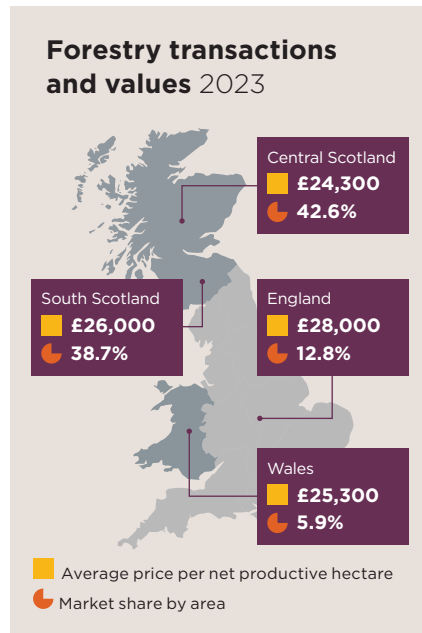 Forestry transactions
and values 2023
Central Scotland
£24,300
42.6%
South Scotland
£26,000
38.7%
England
£28,000
12.8%
Wales
£25,300
5.9%
Average price per net productive hectare
Market share by area